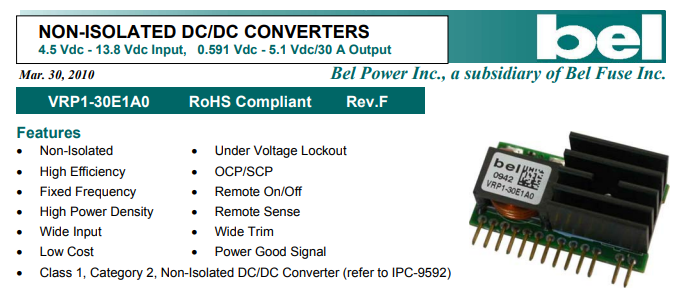 NON-ISOLATED DC/DC CONVERTERS
4.5 Vdc - 13.8 Vdc Input, 0.591 Vdc - 5.1 Vdc/30 A Output
bel
Mar. 30, 2010
Bel Power Inc., a subsidiary of Bel Fuse Inc.
VRP1-30E1A0 RoHS Compliant Rev.F
Features
• Non-Isolated
• High Efficiency
• Fixed Frequency
• High Power Density
• Wide Input
• Low Cost
• Under Voltage Lockout
• OCP/SCP
• Remote On/Off
• Remote Sense
• Wide Trim
• Power Good Signal
• Class 1, Category 2, Non-Isolated DC/DC Converter (refer to IPC-9592)
bel
0942
VRP1-30E1A0